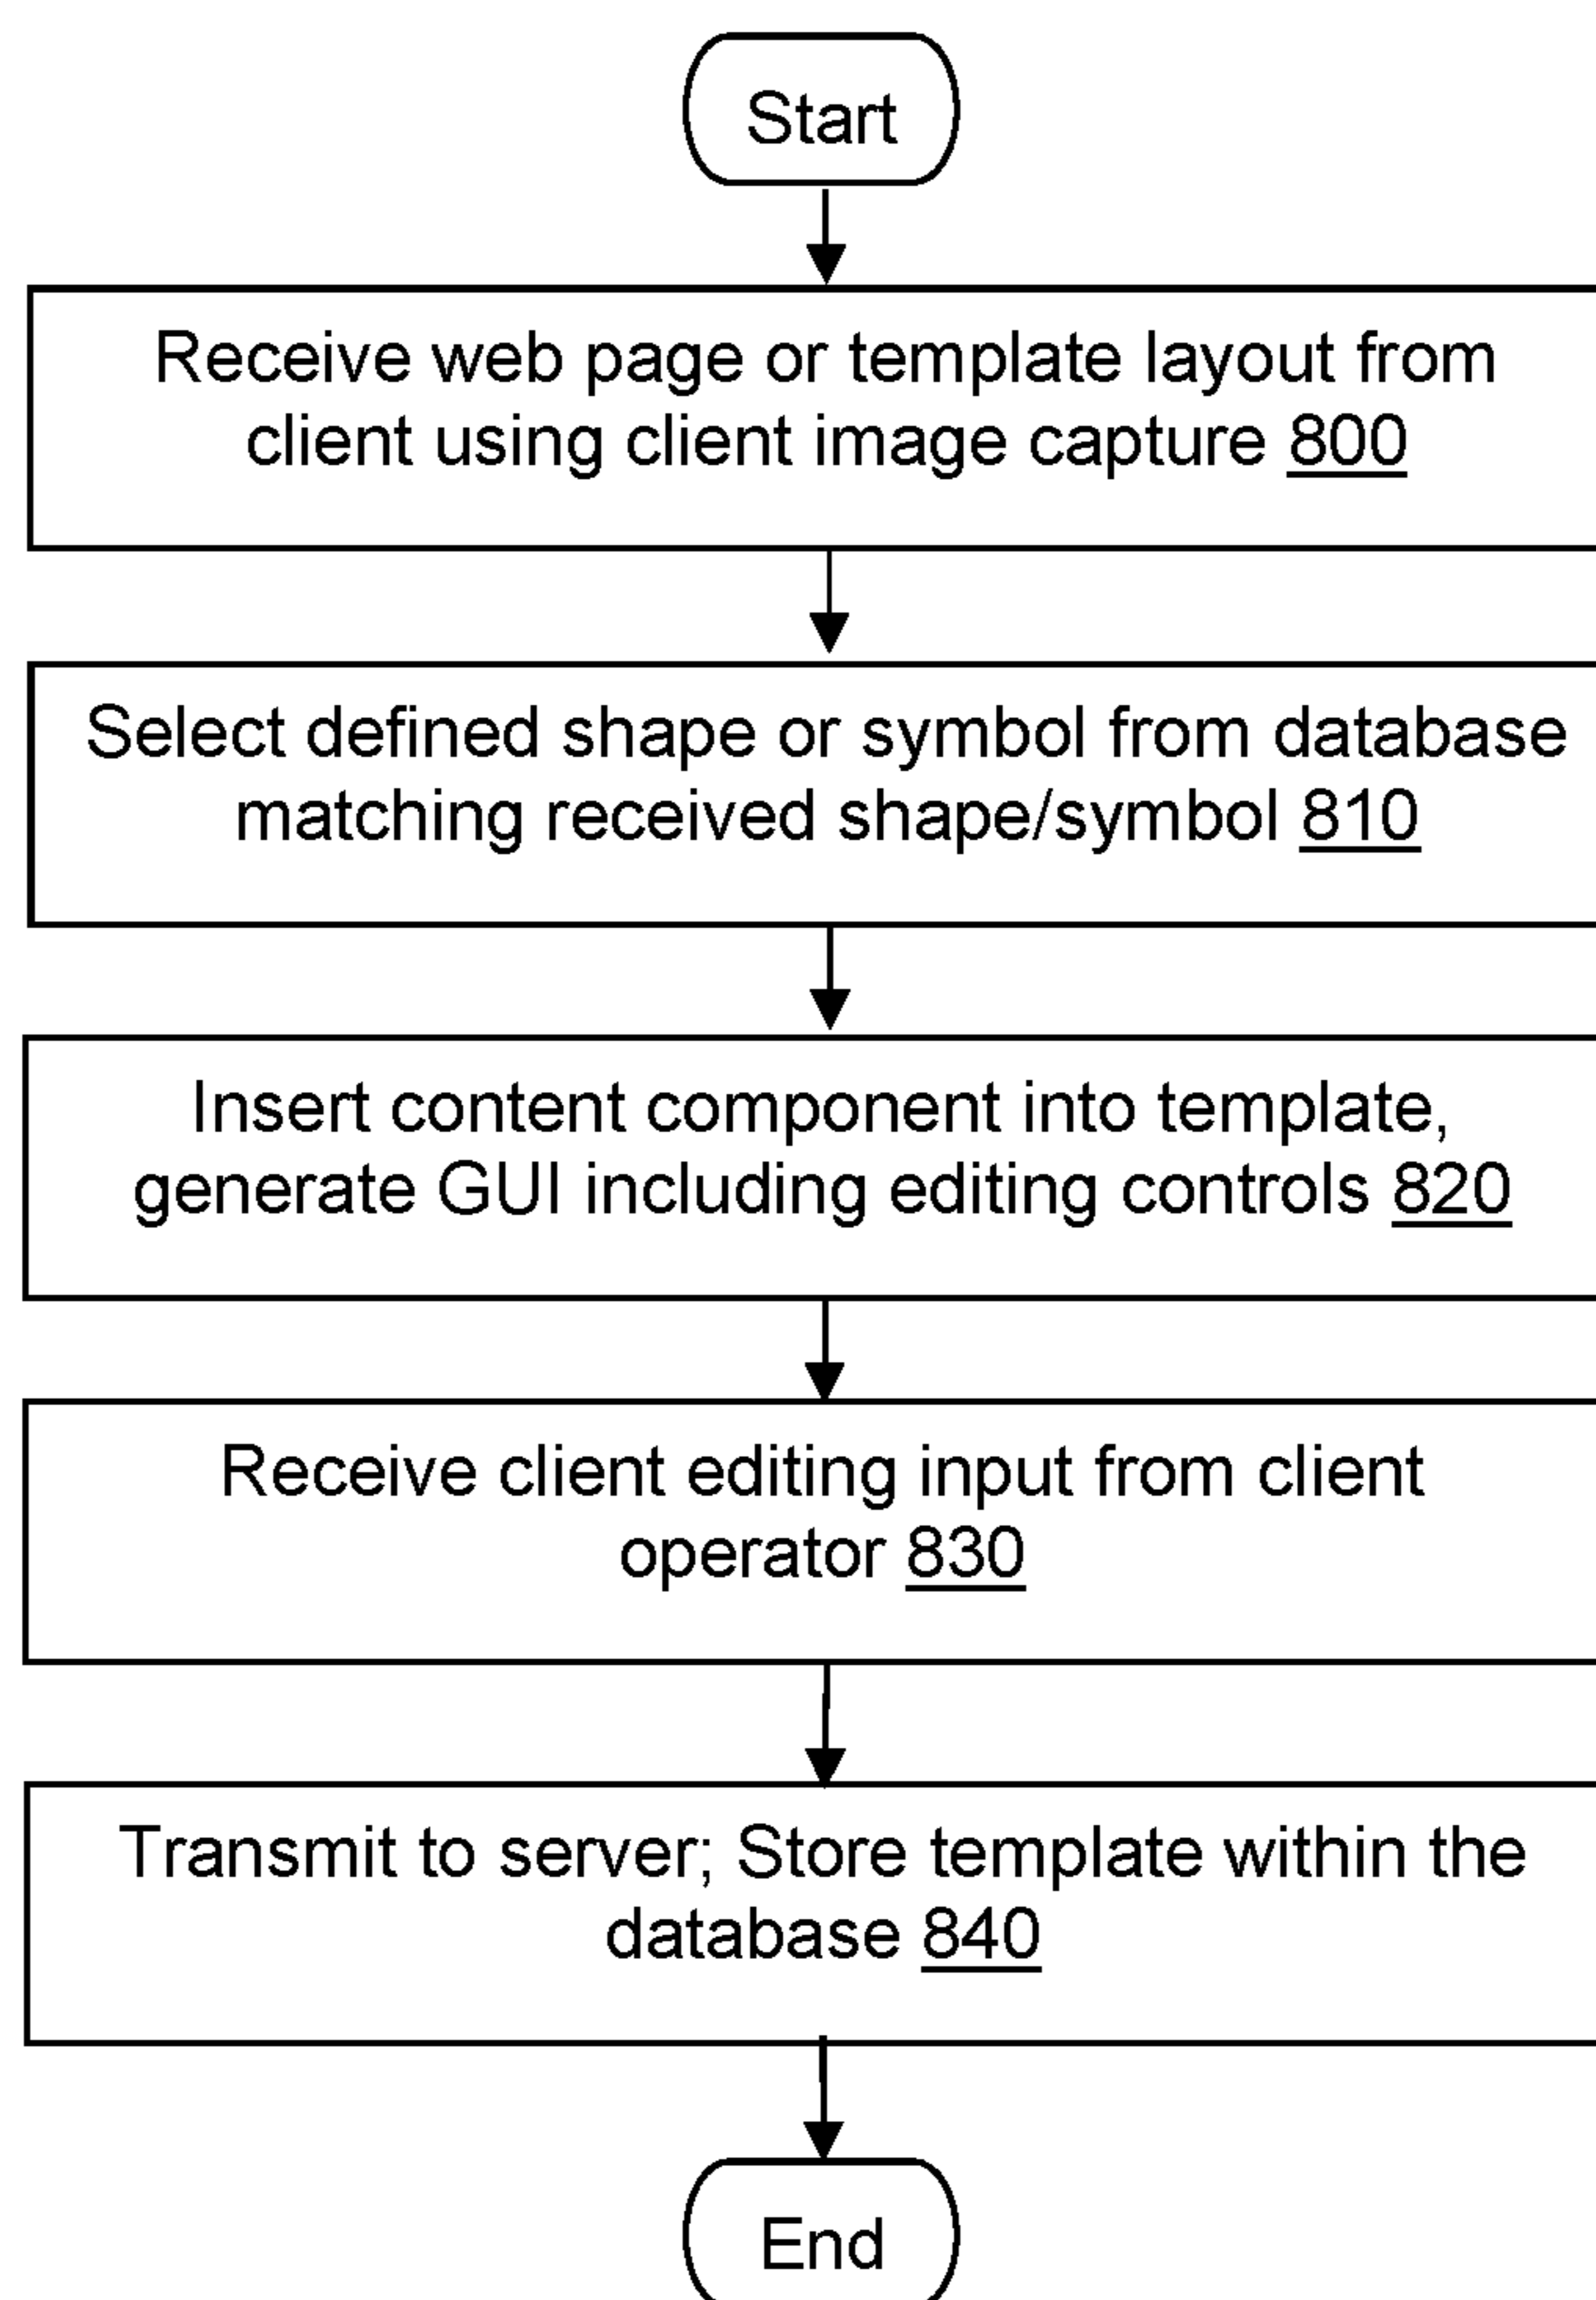 Start
Receive web page or template layout from
client using client image capture 800
Select defined shape or symbol from database
matching received shape/symbol 810
Insert content component into template,
generate GUI including editing controls 820
Receive client editing input from client
operator 830
Transmit to server; Store template within the
database 840
End